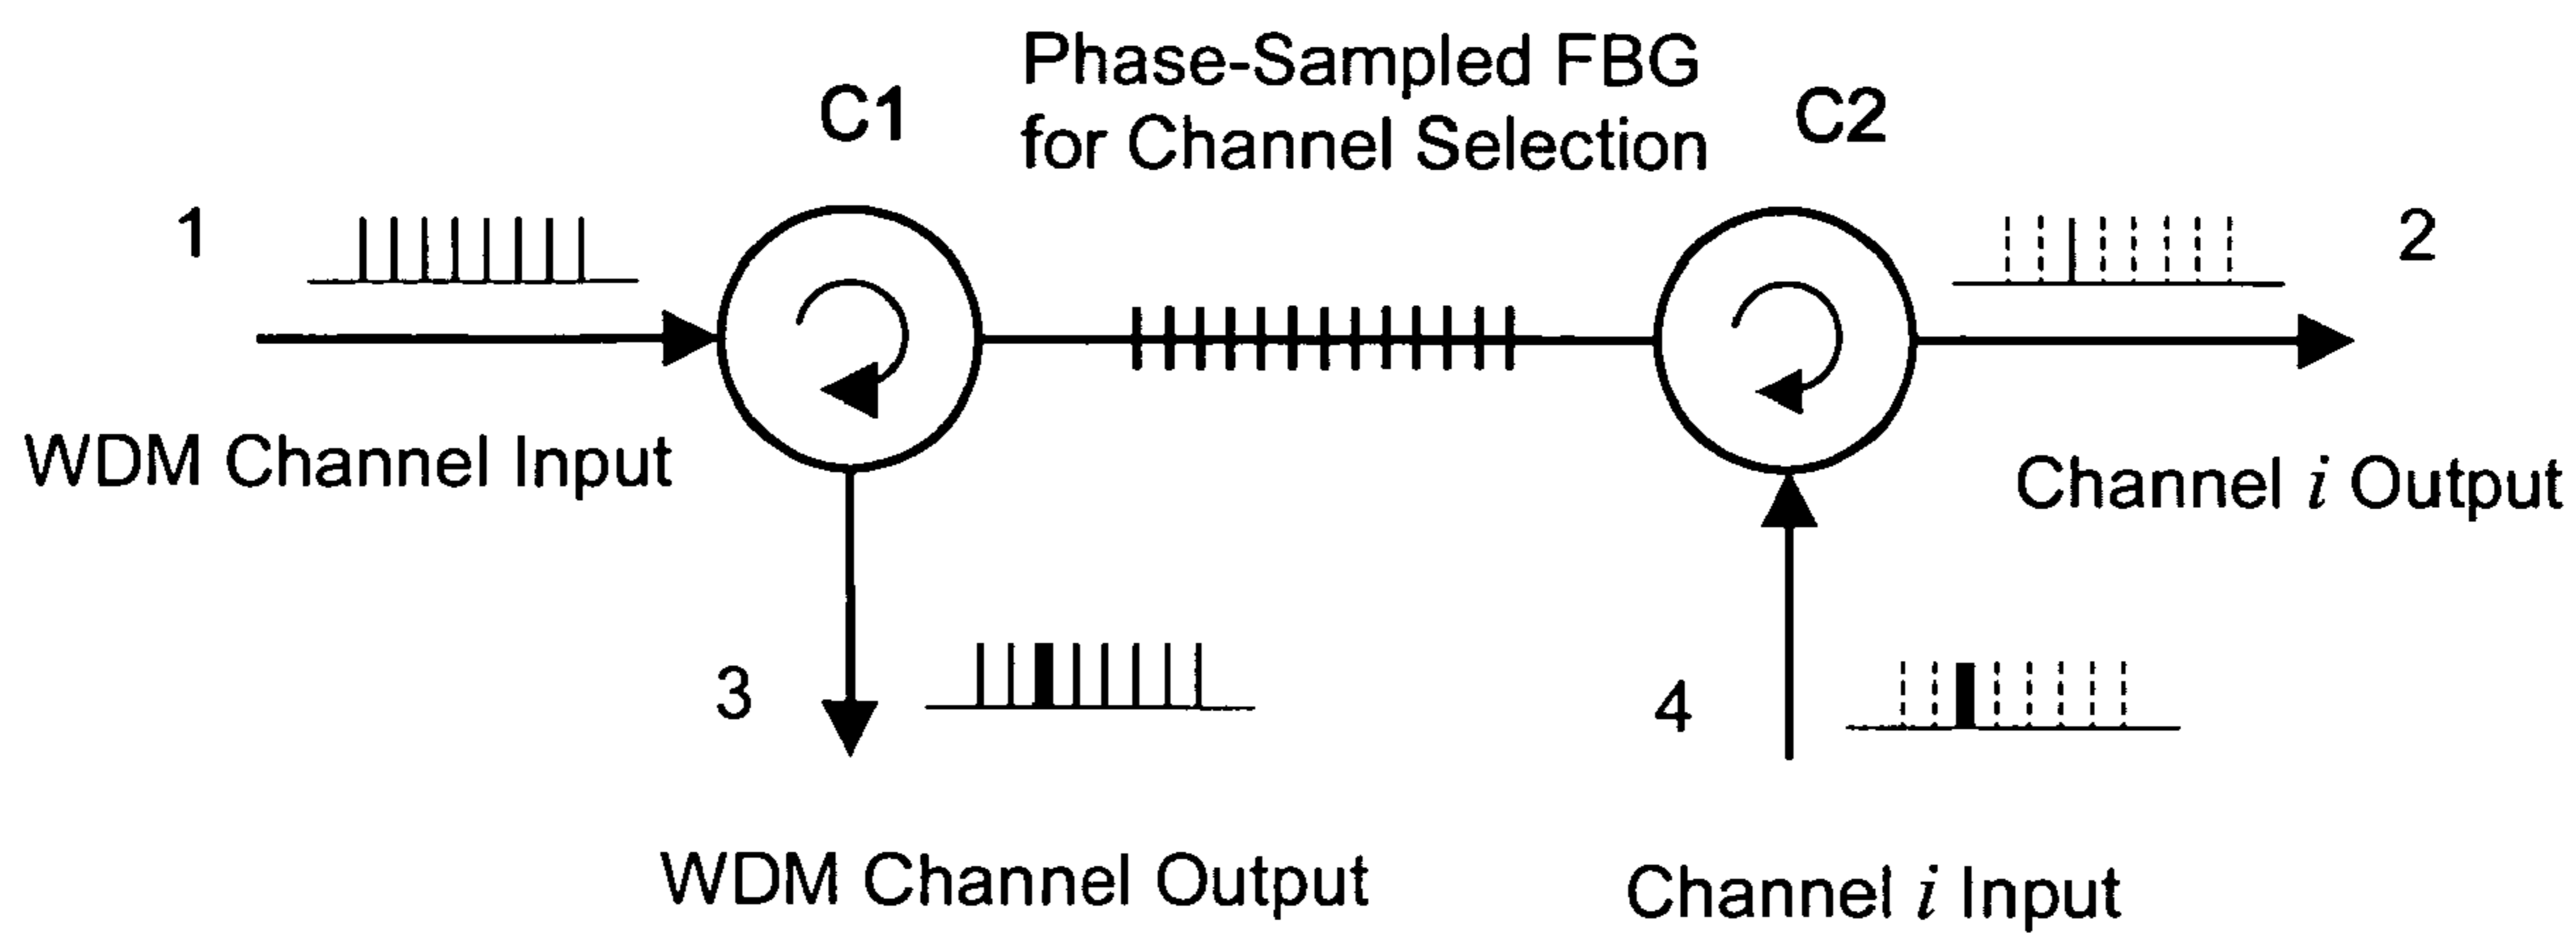 Phase-Sampled FBG
for Channel Selection
C1
C2
1
2
WDM Channel Input
Channel i Output
3
4
WDM Channel Output
Channel i Input